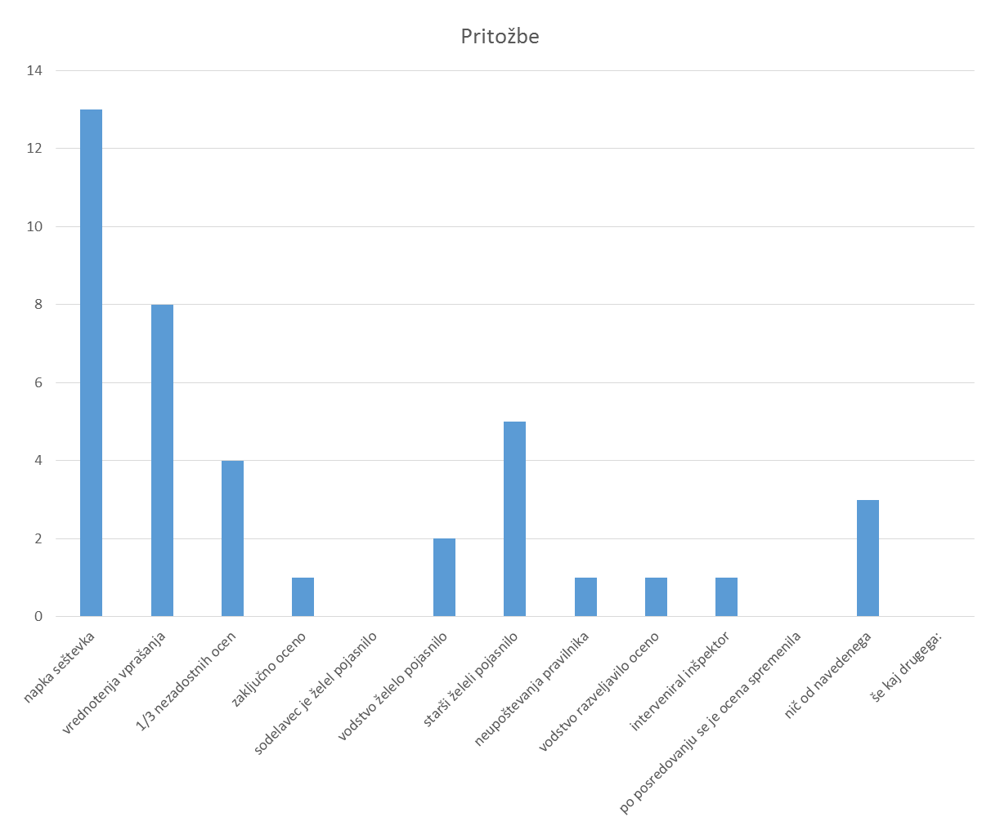 Pritožbe
14
12
10
8
6
4
2
0
napka seštevka
vrednotenja vprašanja
1/3 nezadostnih ocen
zaključno oceno
sodelavec je želel pojasnilo
vodstvo želelo pojasnilo
starši želeli pojasnilo
neupoštevanja pravilnika
vodstvo razveljavilo oceno
interveniral inšpektor
po posredovanju se je ocena spremenila
nič od navedenega
še kaj drugega: